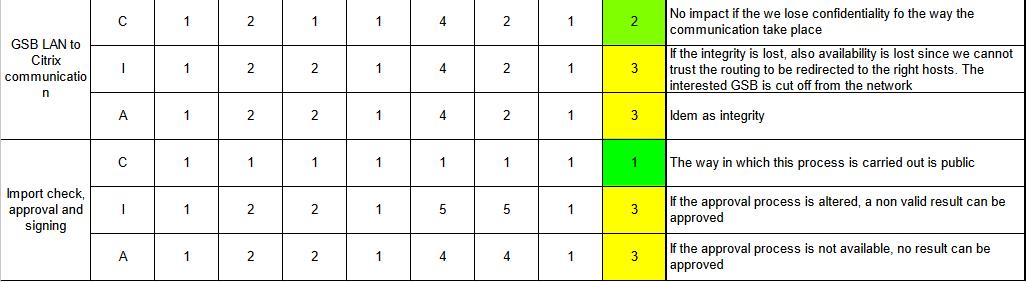 C 1 2 1 1 4 2 1 2 No impact if the we lose confidentiality fo the way the
communication take place
GSB LAN to
Citrix
communicatio
n
I 1 2 2 1 4 2 1 3 If the integrity is lost, also availability is lost since we cannot
trust the routing to be redirected to the right hosts. The
interested GSB is cut off from the network
A 1 2 2 1 4 2 1 3 Idem as integrity
C 1 1 1 1 1 1 1 1 The way in which this process is carried out is public
Import check,
approval and
signing
I 1 2 2 1 5 5 1 3 If the approval process is altered, a non valid result can be
approved
A 1 2 2 1 4 4 1 3 If the approval process is not available, no result can be
approved